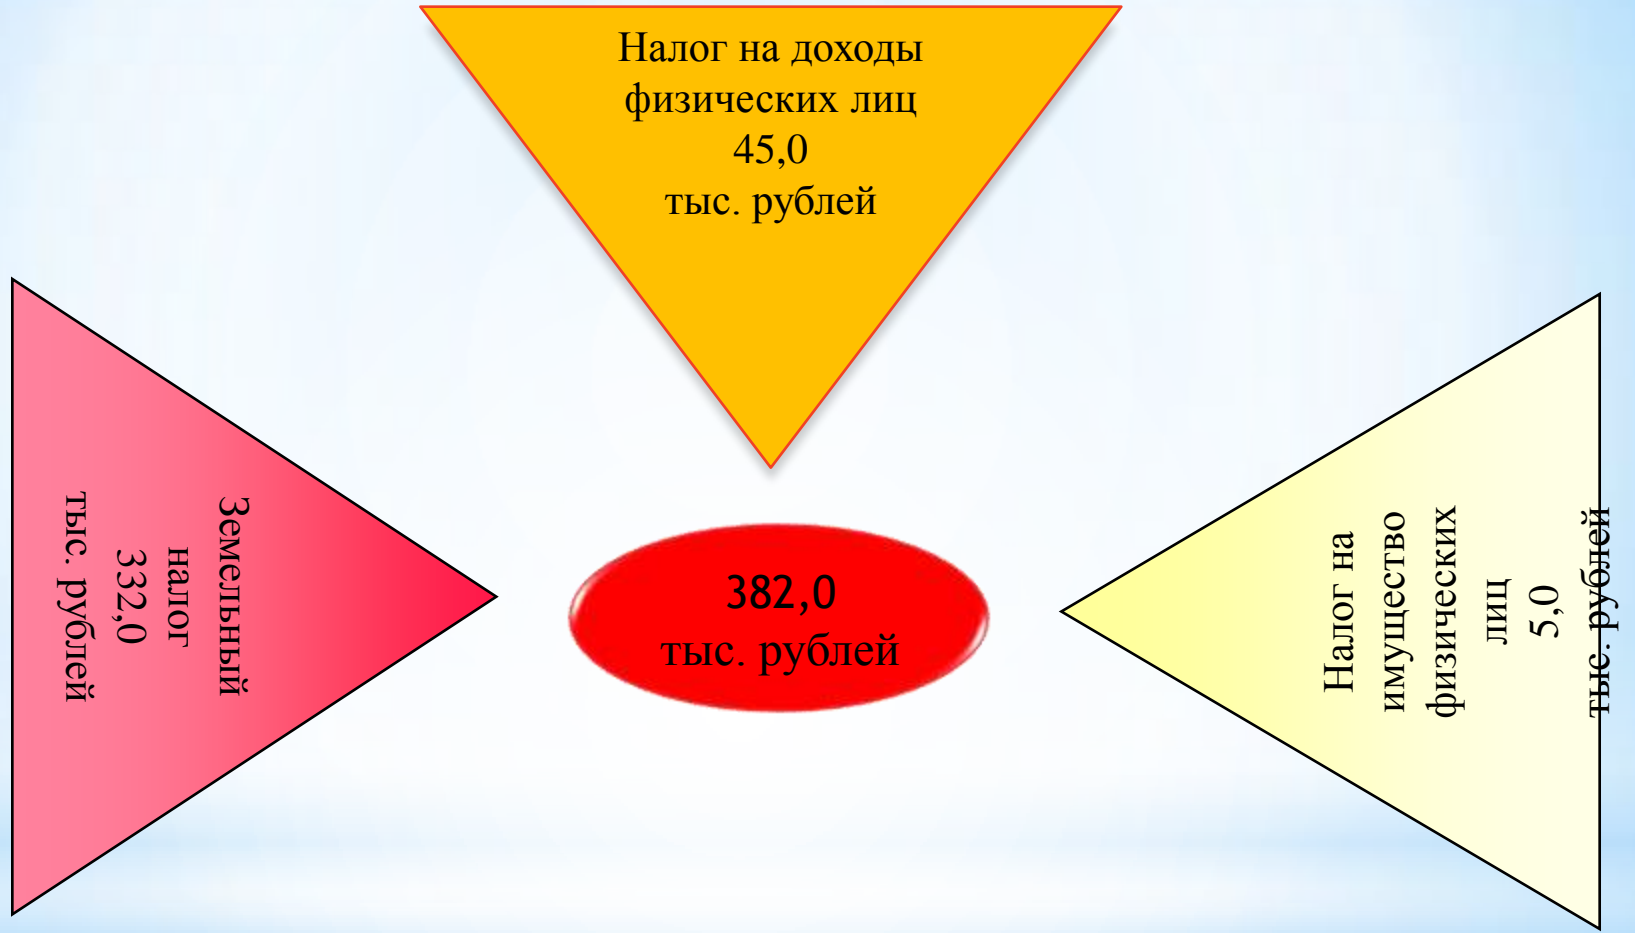 Налог на доходы
физических лиц
45,0
тыс. рублей
Земельный
налог
332,0
тыс. рублей
382,0
тыс. рублей
Налог на
имущество
физических
лиц
5,0
тыс. рублей